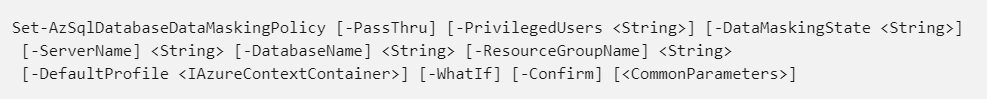 Set-AzSqlDatabaseDataMaskingPolicy [-PassThru] [-PrivilegedUsers <String>] [-DataMaskingState <String>]
[-ServerName] <String> [-DatabaseName] <String> [-ResourceGroupName] <String>
[-DefaultProfile <IAzureContextContainer>] [-WhatIf] [-Confirm] [<CommonParameters>]